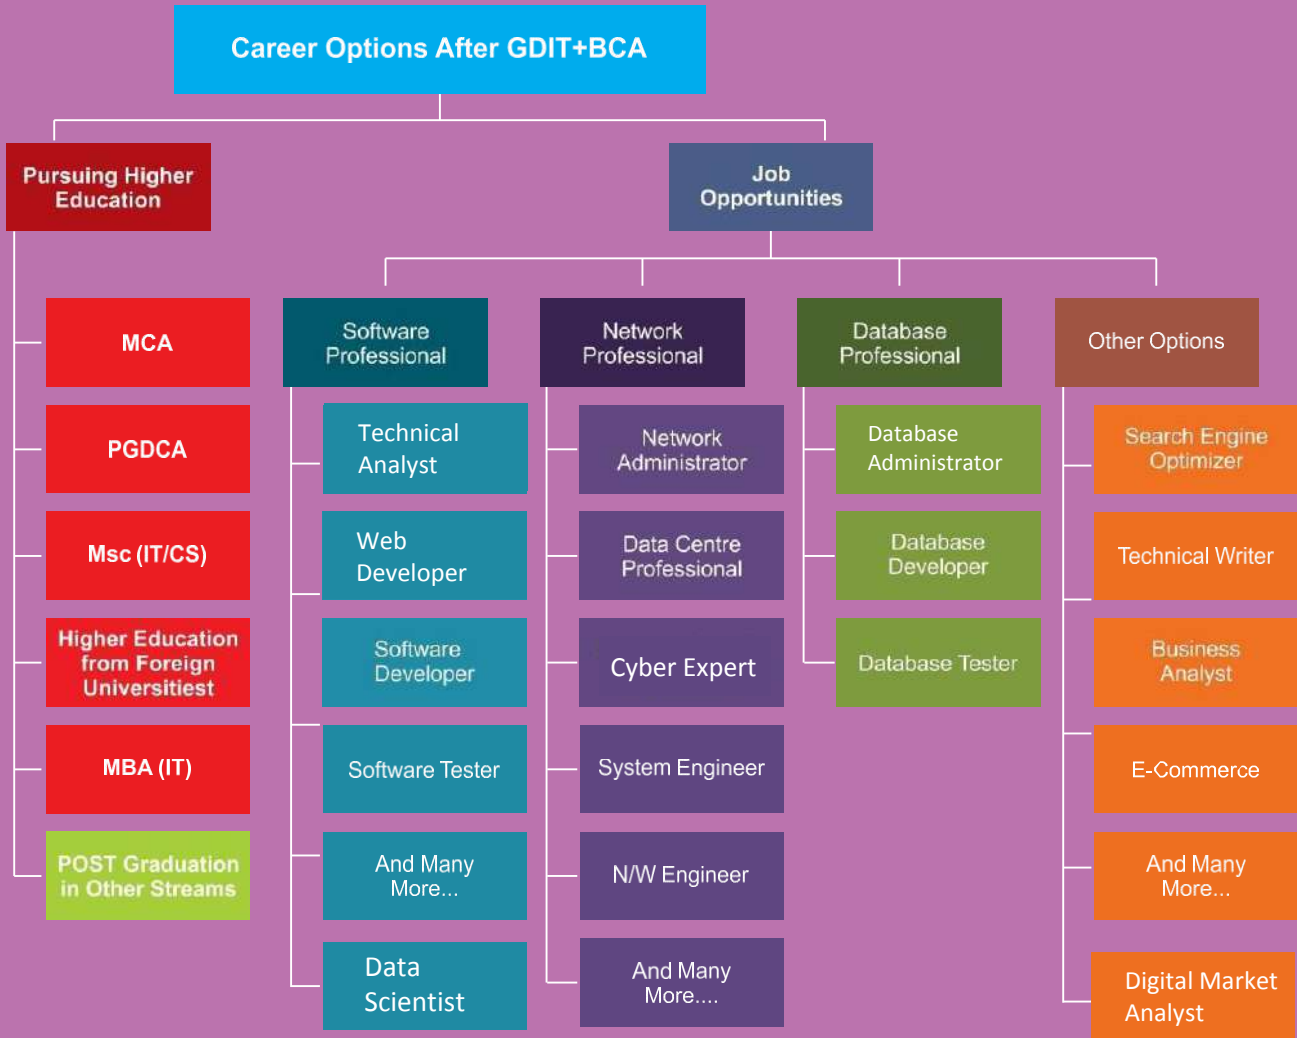 Career Options After GDIT+BCA
Pursuing Higher
Education
Job
Opportunities
MCA
PGDCA
Msc (IT/CS)
Higher Education
from Foreign
Universitiest
MBA (IT)
POST Graduation
in Other Streams
Software
Professional
Technical
Analyst
Web
Developer
Software
Developer
Software Tester
And Many
More...
Data
Scientist
Network
Professional
Network
Administrator
Data Centre
Professional
Cyber Expert
System Engineer
N/W Engineer
And Many
More....
Database
Professional
Database
Administrator
Database
Developer
Database Tester
Other Options
Search Engine
Optimizer
Technical Writer
Business
Analyst
E-Commerce
And Many
More...
Digital Market
Analyst